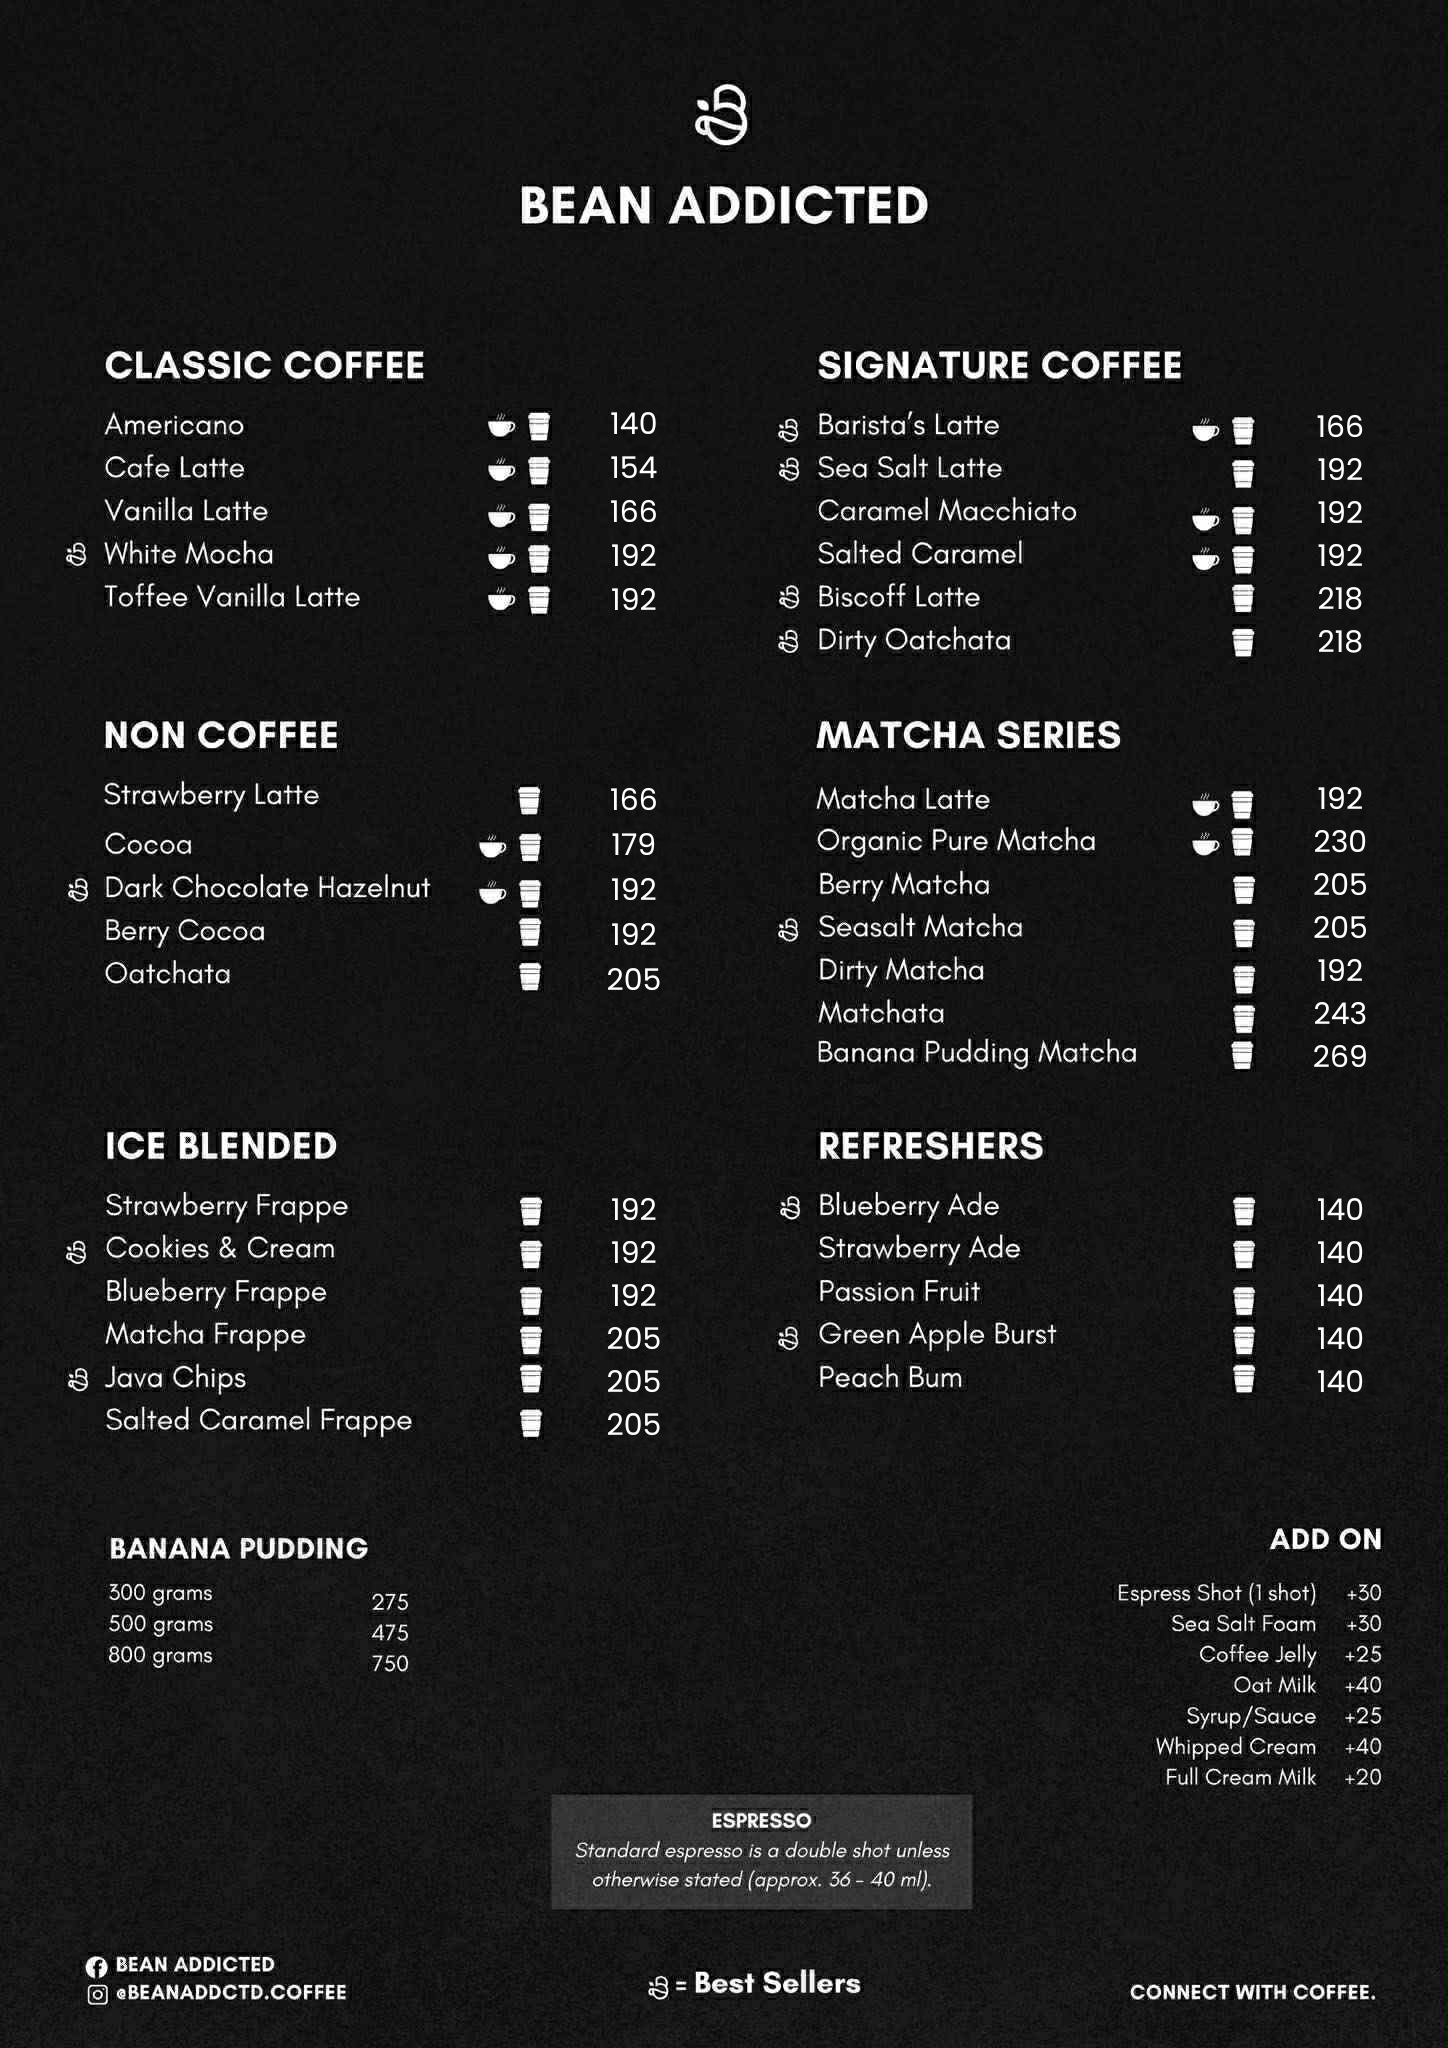 BEAN ADDICTED
CLASSIC COFFEE
Americano 140
Cafe Latte 154
Vanilla Latte 166
White Mocha 192
Toffee Vanilla Latte 192
SIGNATURE COFFEE
Barista's Latte 166
Sea Salt Latte 192
Caramel Macchiato 192
Salted Caramel 192
Biscoff Latte 218
Dirty Oatchata 218
NON COFFEE
Strawberry Latte 166
Cocoa 179
Dark Chocolate Hazelnut 192
Berry Cocoa 192
Oatchata 205
MATCHA SERIES
Matcha Latte 192
Organic Pure Matcha 230
Berry Matcha 205
Seasalt Matcha 205
Dirty Matcha 192
Matchata 243
Banana Pudding Matcha 269
ICE BLENDED
Strawberry Frappe 192
Cookies & Cream 192
Blueberry Frappe 192
Matcha Frappe 205
Java Chips 205
Salted Caramel Frappe 205
REFRESHERS
Blueberry Ade 140
Strawberry Ade 140
Passion Fruit 140
Green Apple Burst 140
Peach Bum 140
BANANA PUDDING
300 grams 275
500 grams 475
800 grams 750
ADD ON
Espress Shot (1 shot) +30
Sea Salt Foam +30
Coffee Jelly +25
Oat Milk +40
Syrup/Sauce +25
Whipped Cream +40
Full Cream Milk +20
ESPRESSO
Standard espresso is a double shot unless
otherwise stated (approx. 36 - 40 ml).
BEAN ADDICTED
@BEANADDCTD.COFFEE
= Best Sellers
CONNECT WITH COFFEE.